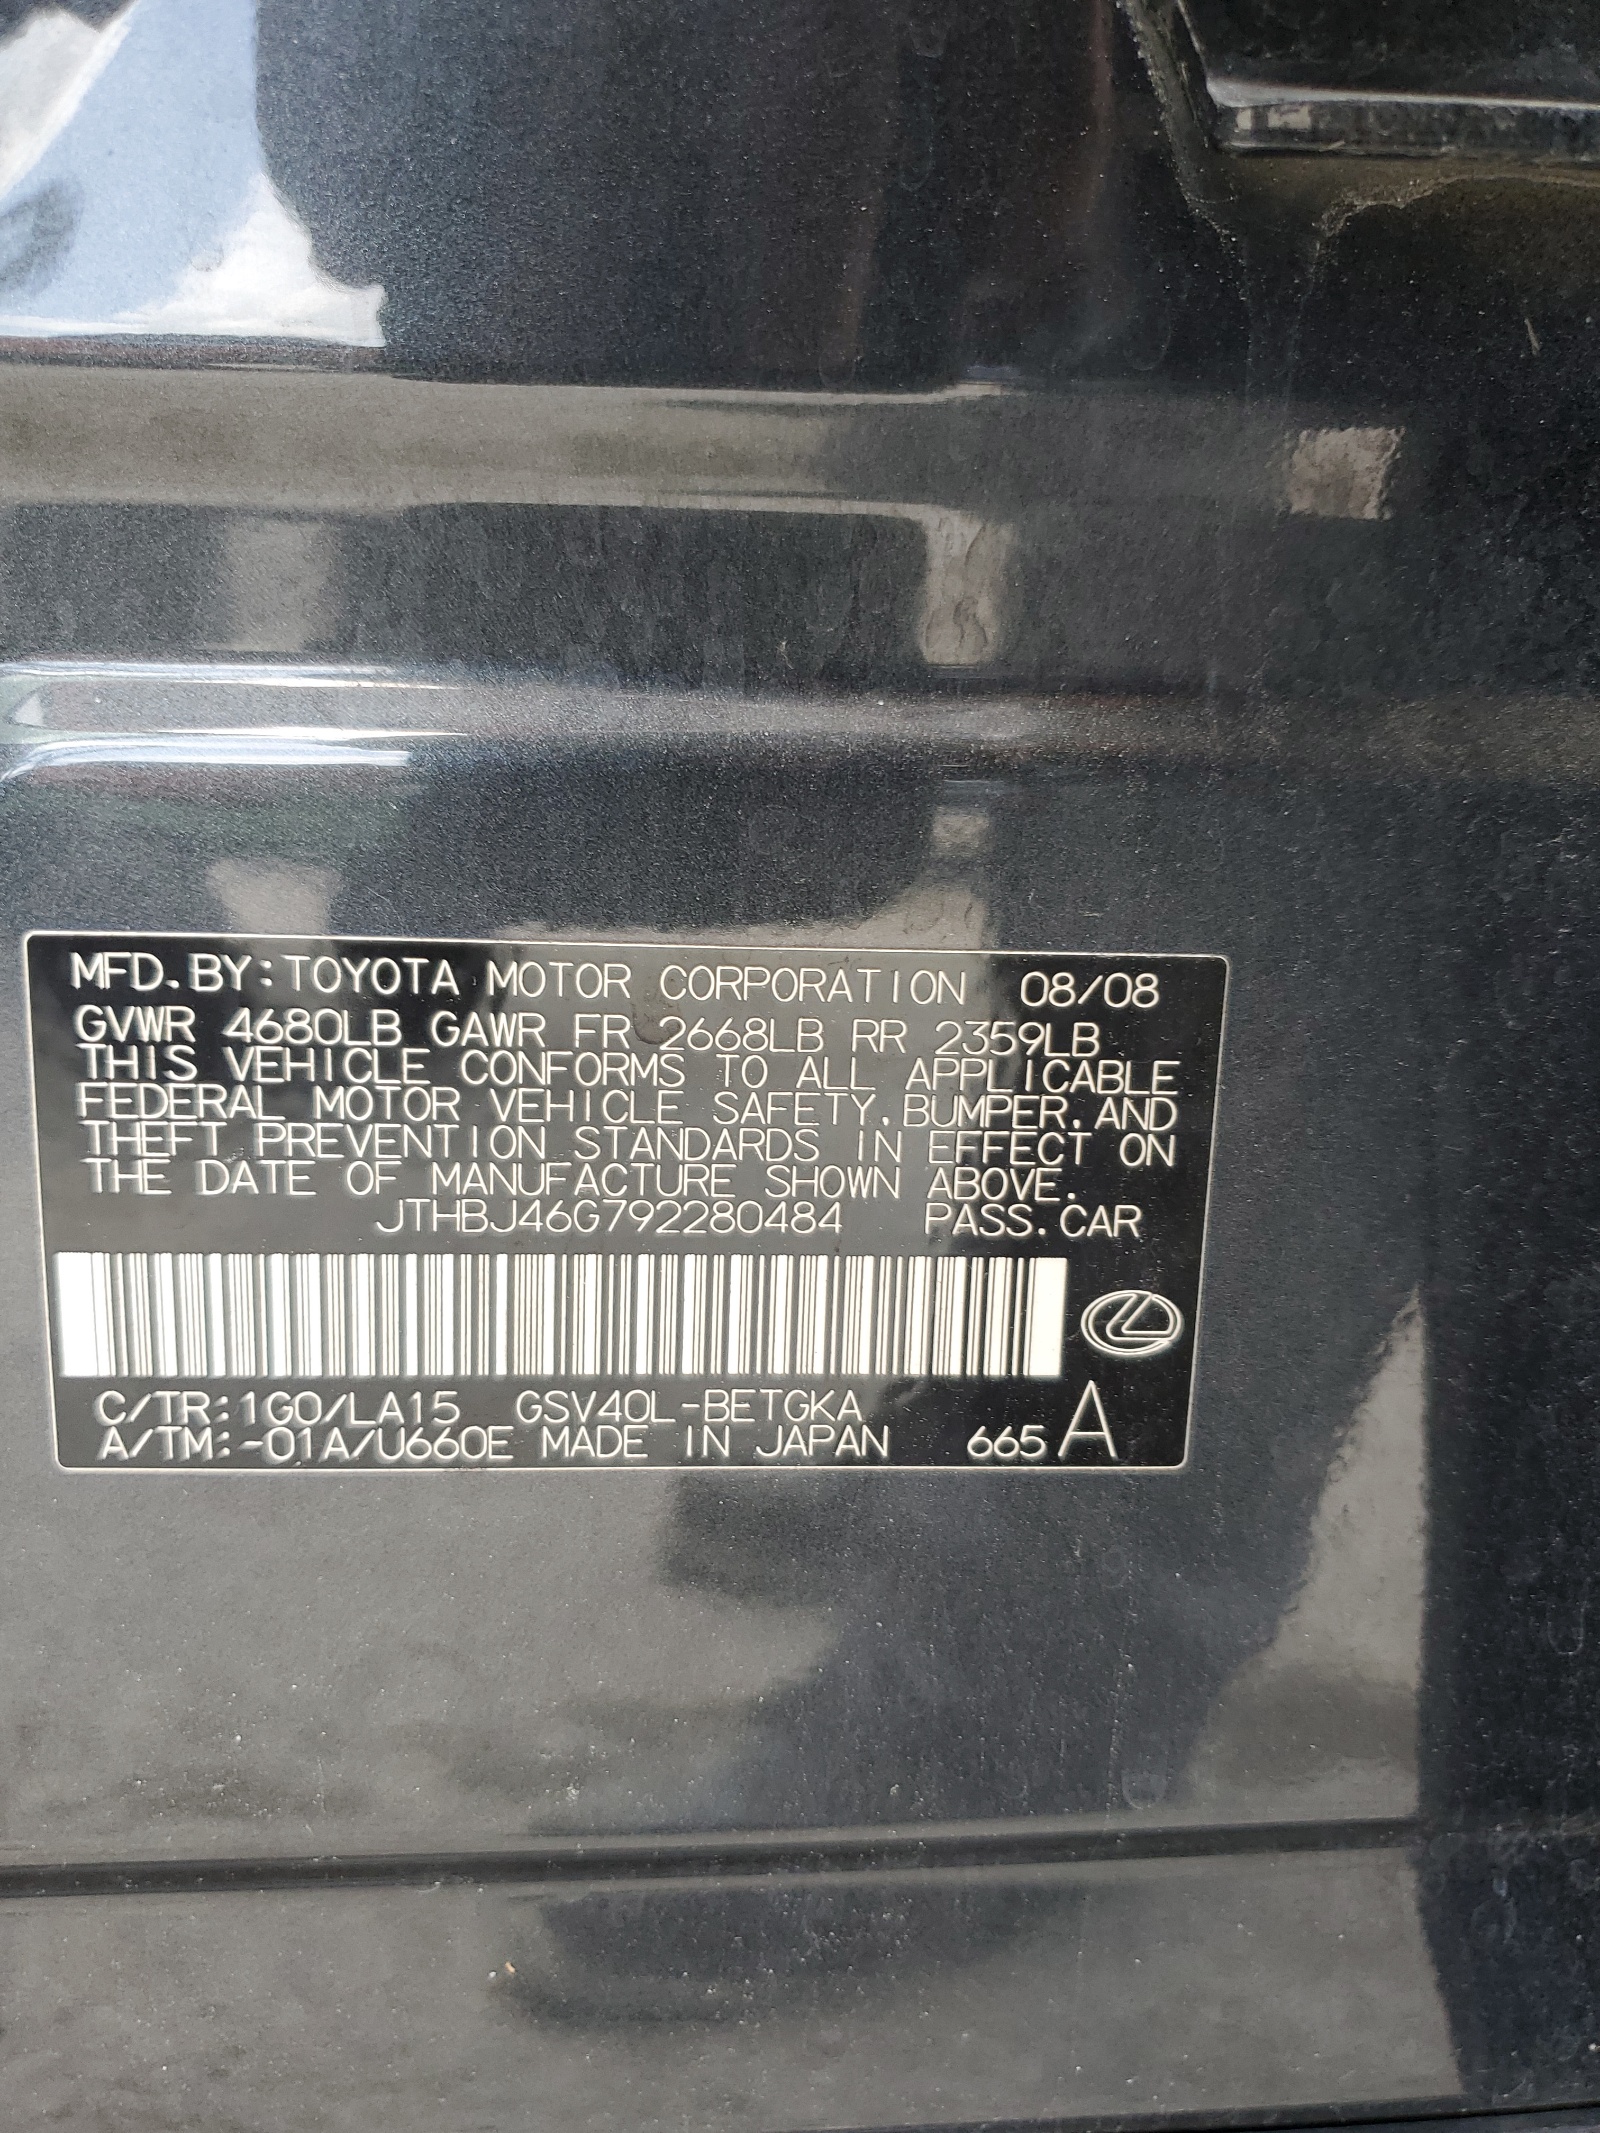 MFD.BY:TOYOTA MOTOR CORPORATION 08/08
GVWR 4680LB GAWR FR 2668LB RR 2359LB
THIS VEHICLE CONFORMS TO ALL APPLICABLE
FEDERAL MOTOR VEHICLE SAFETY,BUMPER,AND
THEFT PREVENTION STANDARDS IN EFFECT ON
THE DATE OF MANUFACTURE SHOWN ABOVE.
JTHBJ46G792280484 PASS.CAR
C/TR:1G0/LA15 GSV40L-BETGKA
A/TM:-01A/U660E MADE IN JAPAN 665 A